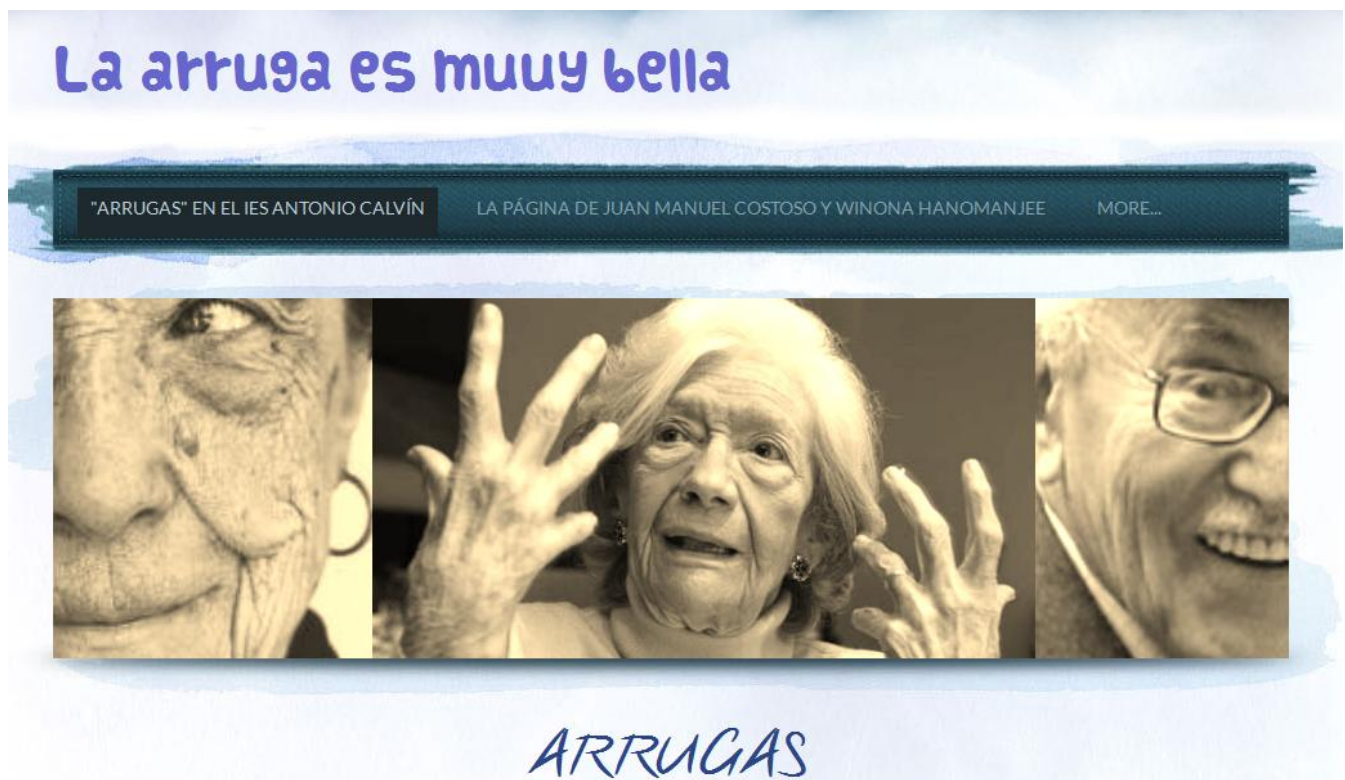 La arruga es muuy bella
"ARRUGAS" EN EL IES ANTONIO CALVÍN
LA PÁGINA DE JUAN MANUEL COSTOSO Y WINONA HANOMANJEE
MORE...
ARRUGAS